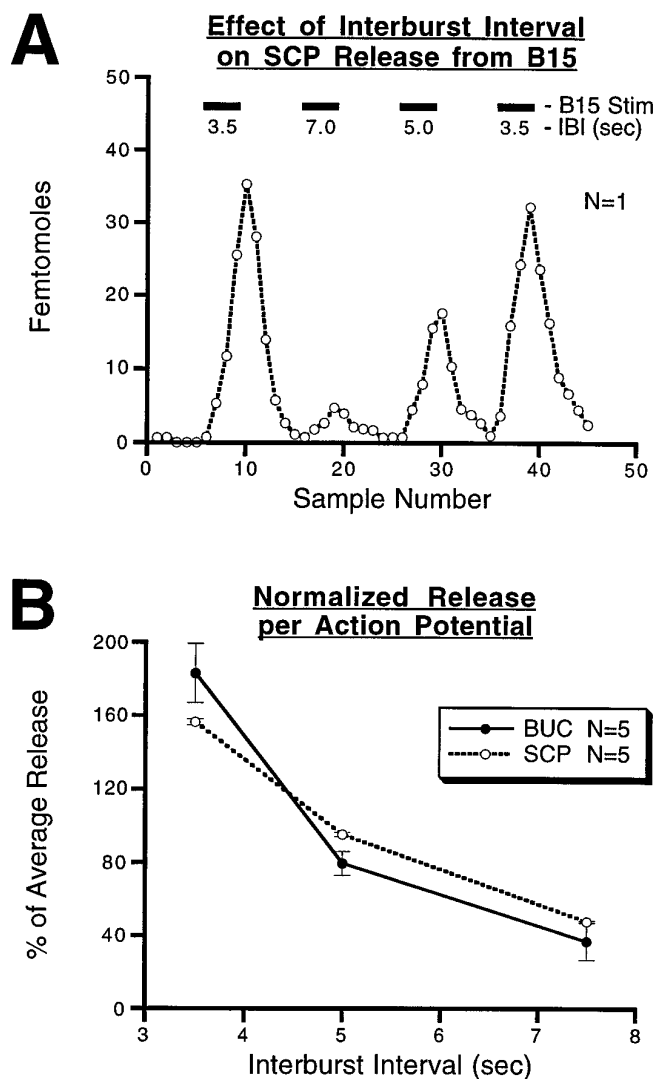 A
Effect of Interburst Interval
on SCP Release from B15
50
40
30
20
10
0
Femtomoles
3.5 7.0 5.0 3.5
- B15 Stim
- IBI (sec)
N=1
0 10 20 30 40 50
Sample Number
B
Normalized Release
per Action Potential
200
160
120
80
40
0
% of Average Release
BUC N=5
SCP N=5
3 4 5 6 7 8
Interburst Interval (sec)